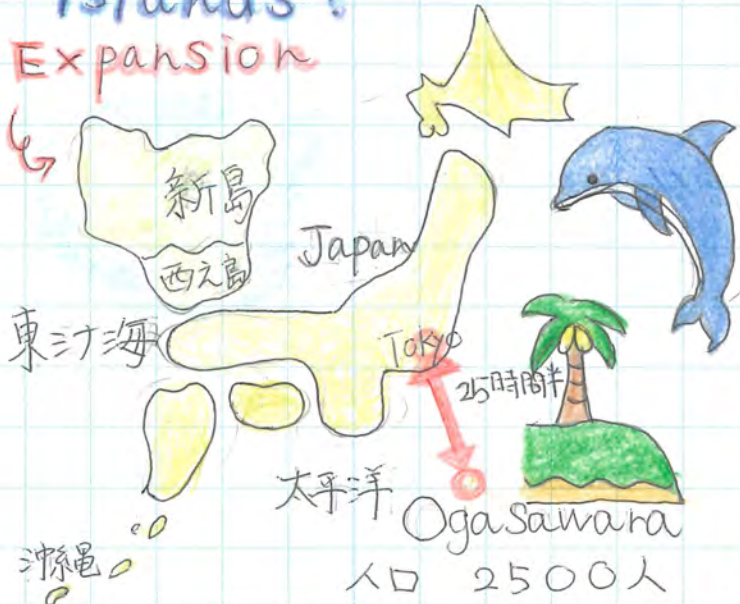 Islands!
Expansion
新島
西之島
Japan
東シナ海
Tokyo
25時間半
太平洋
Ogasawara
沖縄
人口 2500人